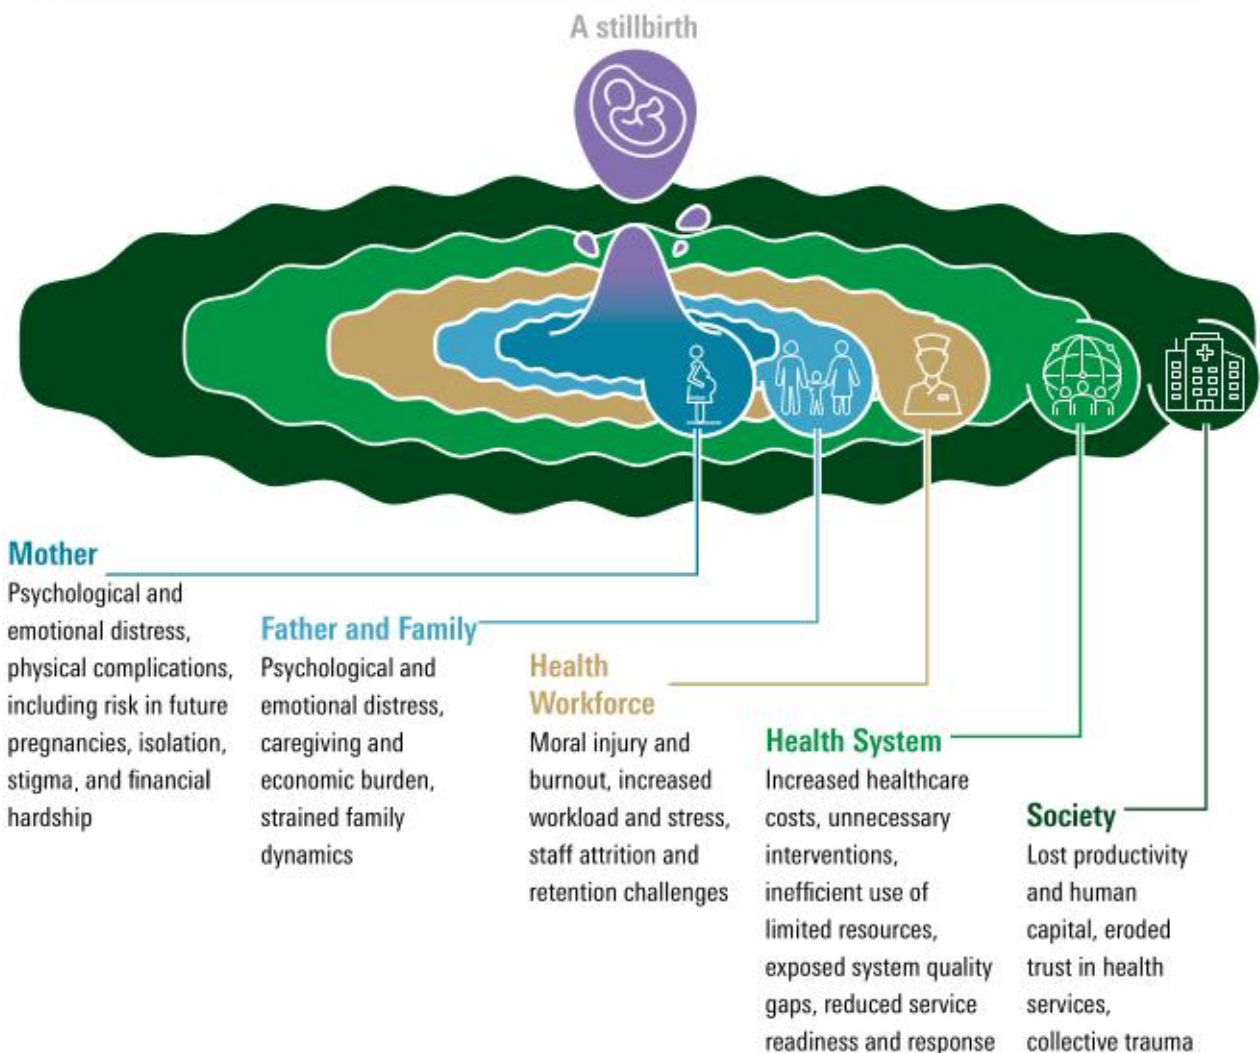 A stillbirth
Mother
Psychological and
emotional distress,
physical complications,
including risk in future
pregnancies, isolation,
stigma, and financial
hardship
Father and Family
Psychological and
emotional distress,
caregiving and
economic burden,
strained family
dynamics
Health
Workforce
Moral injury and
burnout, increased
workload and stress,
staff attrition and
retention challenges
Health System
Increased healthcare
costs, unnecessary
interventions,
inefficient use of
limited resources,
exposed system quality
gaps, reduced service
readiness and response
Society
Lost productivity
and human
capital, eroded
trust in health
services,
collective trauma